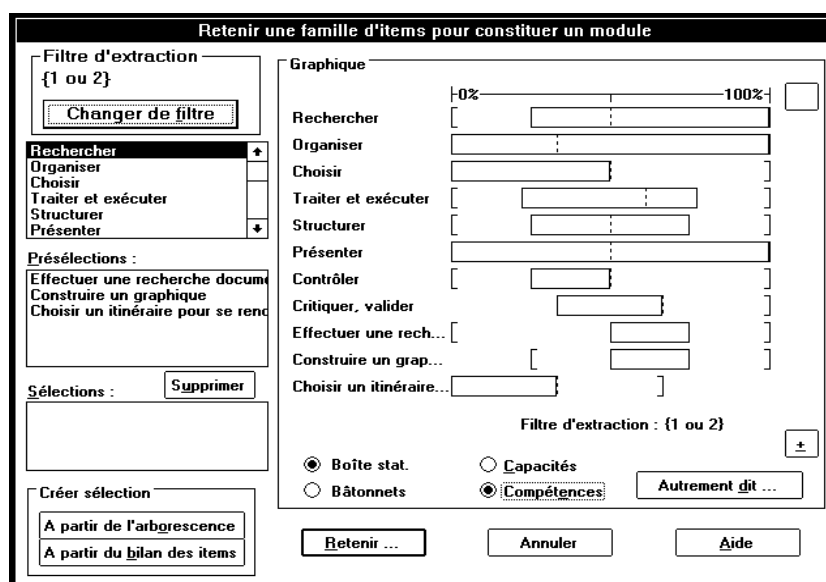 Retenir une famille d'items pour constituer un module
Filtre d'extraction
{1 ou 2}
Changer de filtre
Rechercher
Organiser
Choisir
Traiter et exécuter
Structurer
Présenter
Présélections :
Effectuer une recherche docume
Construire un graphique
Choisir un itinéraire pour se renc
Sélections :
Supprimer
Créer sélection
A partir de l'arborescence
A partir du bilan des items
Graphique
0% 100%
Rechercher
Organiser
Choisir
Traiter et exécuter
Structurer
Présenter
Contrôler
Critiquer, valider
Effectuer une rech...
Construire un grap...
Choisir un itinéraire...
Filtre d'extraction : {1 ou 2}
±
Boîte stat.
Capacités
Bâtonnets
Compétences
Autrement dit ...
Retenir ...
Annuler
Aide